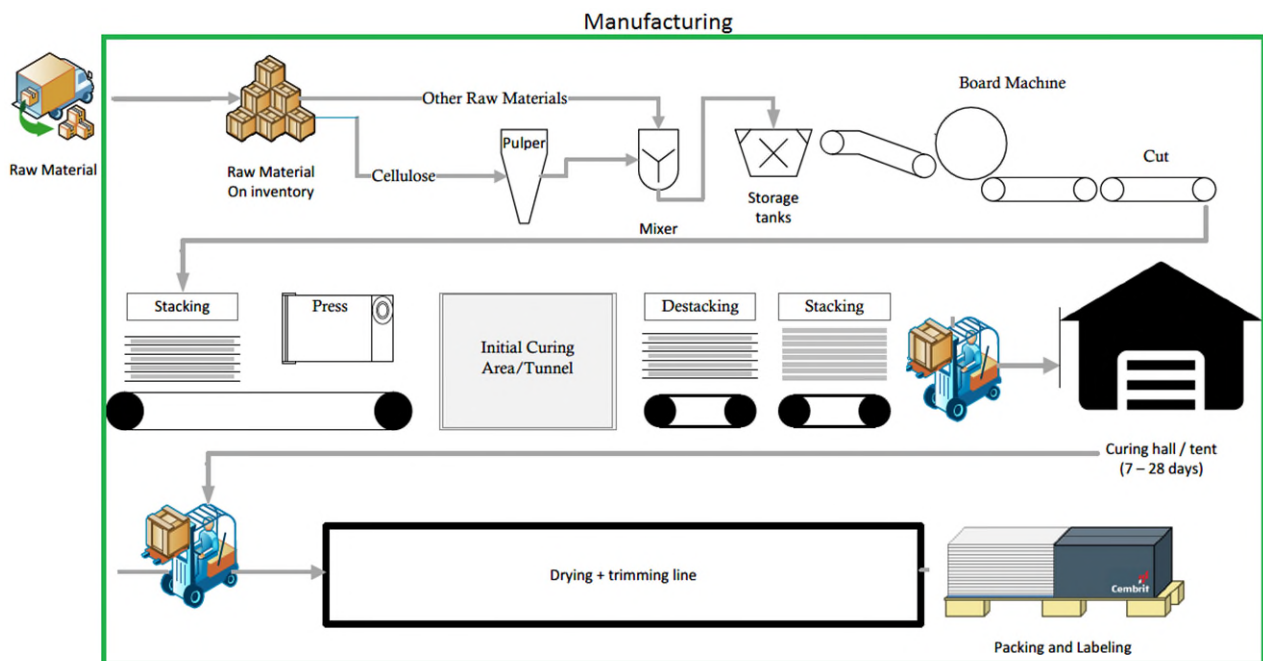 Manufacturing
Raw Material
Raw Material
On inventory
Other Raw Materials
Cellulose
Pulper
Mixer
Storage
tanks
Board Machine
Cut
Stacking
Press
Initial Curing
Area/Tunnel
Destacking
Stacking
Curing hall / tent
(7 – 28 days)
Drying + trimming line
Cembrit
Packing and Labeling